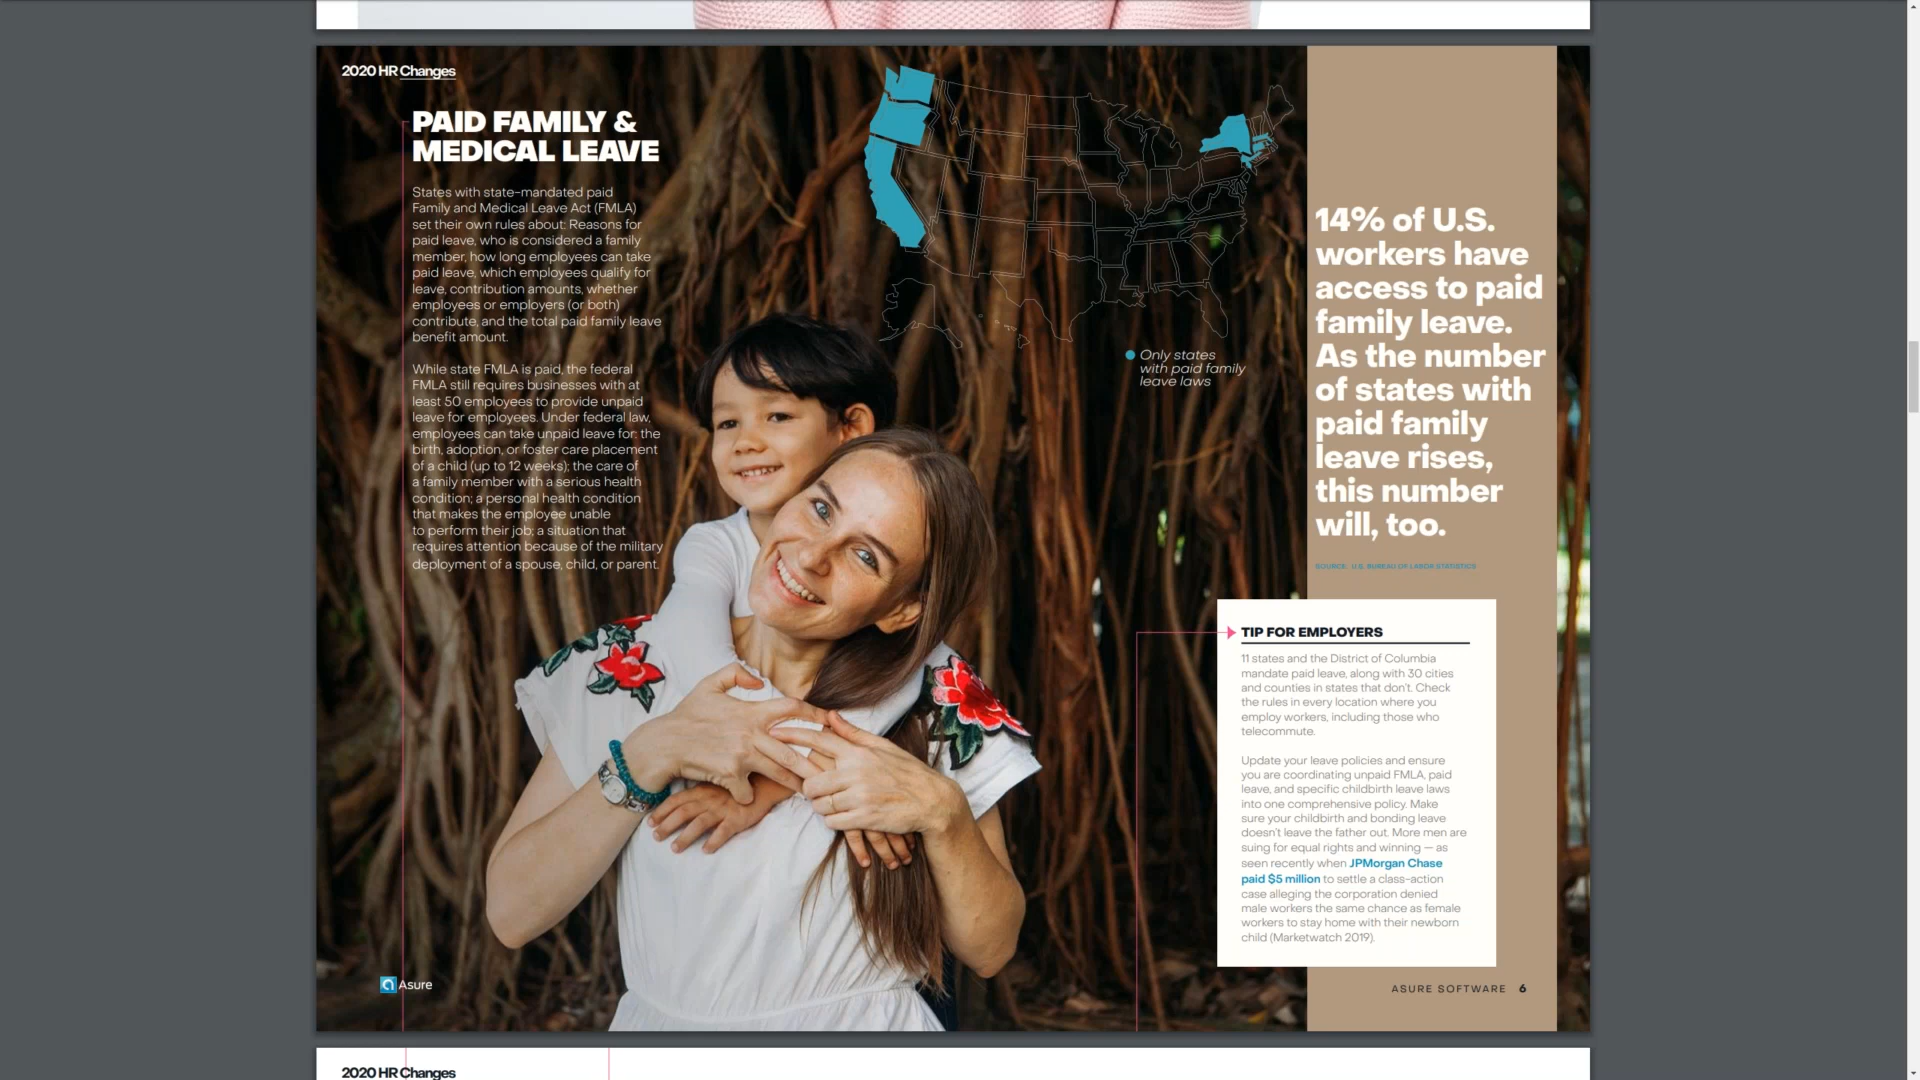 2020 HR Changes
PAID FAMILY &
MEDICAL LEAVE
States with state-mandated paid
Family and Medical Leave Act (FMLA)
set their own rules about: Reasons for
paid leave, who is considered a family
member, how long employees can take
paid leave, which employees qualify for
leave, contribution amounts, whether
employees or employers (or both)
contribute, and the total paid family leave
benefit amount.
While state FMLA is paid, the federal
FMLA still requires businesses with at
least 50 employees to provide unpaid
leave for employees. Under federal law,
employees can take unpaid leave for: the
birth, adoption, or foster care placement
of a child (up to 12 weeks); the care of
a family member with a serious health
condition; a personal health condition
that makes the employee unable
to perform their job; a situation that
requires attention because of the military
deployment of a spouse, child, or parent.
Only states
with paid family
leave laws
14% of U.S.
workers have
access to paid
family leave.
As the number
of states with
paid family
leave rises,
this number
will, too.
SOURCE: U.S. BUREAU OF LABOR STATISTICS
TIP FOR EMPLOYERS
11 states and the District of Columbia
mandate paid leave, along with 30 cities
and counties in states that don't. Check
the rules in every location where you
employ workers, including those who
telecommute.
Update your leave policies and ensure
you are coordinating unpaid FMLA, paid
leave, and specific childbirth leave laws
into one comprehensive policy. Make
sure your childbirth and bonding leave
doesn't leave the father out. More men are
suing for equal rights and winning — as
seen recently when JPMorgan Chase
paid $5 million to settle a class-action
case alleging the corporation denied
male workers the same chance as female
workers to stay home with their newborn
child (Marketwatch 2019).
Asure
ASURE SOFTWARE 6
2020 HR Changes